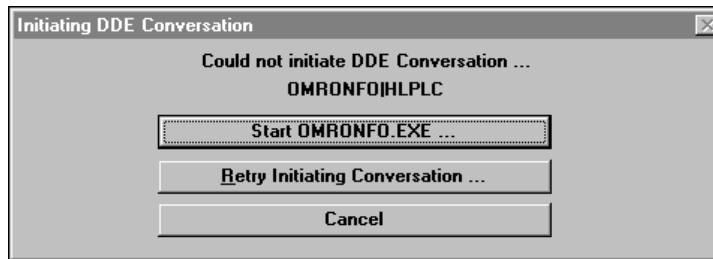 Initiating DDE Conversation
Could not initiate DDE Conversation ...
OMRONFO|HLPLC
Start OMRONFO.EXE ...
Retry Initiating Conversation ...
Cancel